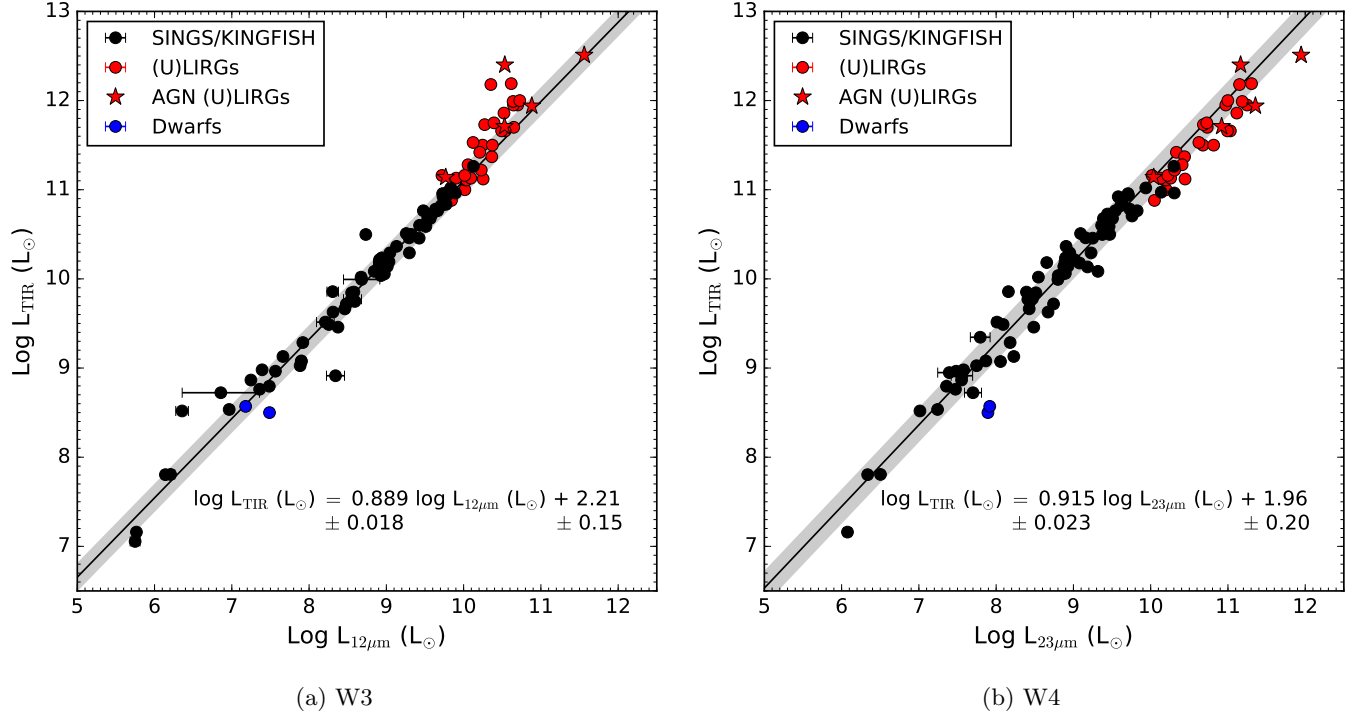 13
12
11
10
9
8
7
Log L_TIR (L_⊙)
SINGS/KINGFISH
(U)LIRGs
AGN (U)LIRGs
Dwarfs
log L_TIR (L_⊙) = 0.889 log L_12μm (L_⊙) + 2.21
± 0.018 ± 0.15
5 6 7 8 9 10 11 12
Log L_12μm (L_⊙)
(a) W3
13
12
11
10
9
8
7
Log L_TIR (L_⊙)
SINGS/KINGFISH
(U)LIRGs
AGN (U)LIRGs
Dwarfs
log L_TIR (L_⊙) = 0.915 log L_23μm (L_⊙) + 1.96
± 0.023 ± 0.20
5 6 7 8 9 10 11 12
Log L_23μm (L_⊙)
(b) W4